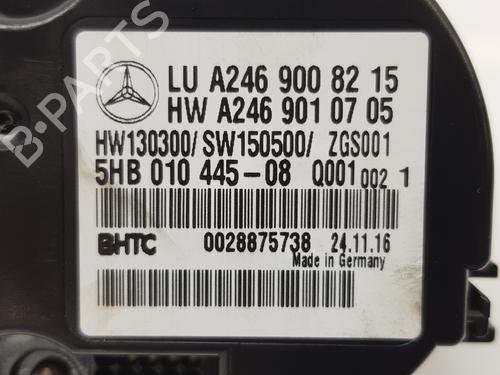 LU A246 900 82 15
HW A246 901 07 05
HW130300/ SW150500/ ZGS001
5HB 010 445-08 Q001 002 1
BHTC 0028875738 24.11.16
Made in Germany
B-PARTS